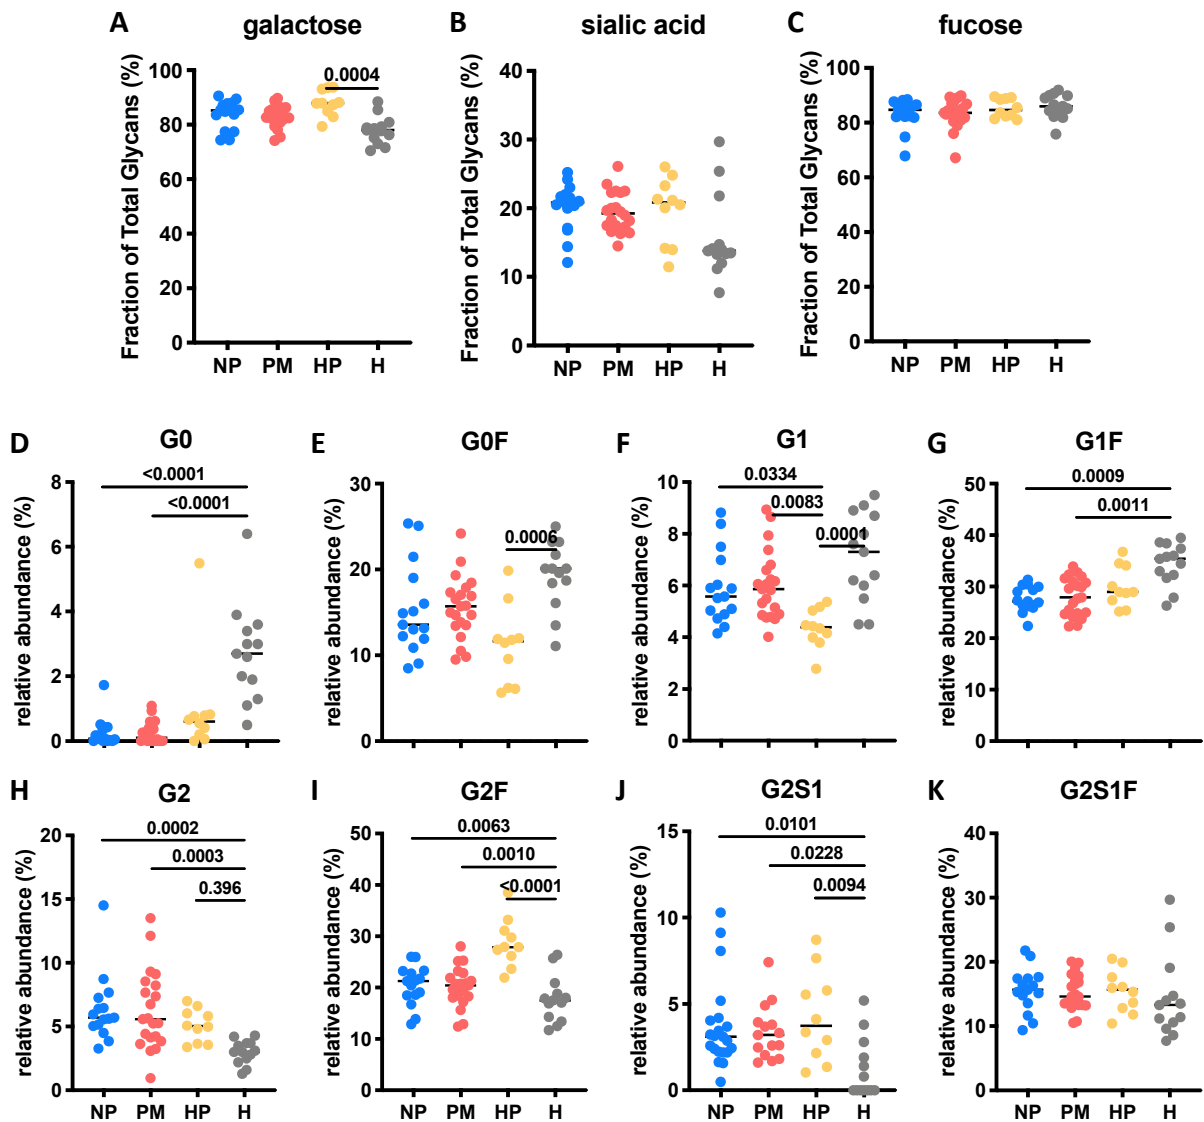 A galactose
Fraction of Total Glycans (%)
100
80
60
40
20
0
0.0004
NP PM HP H
B sialic acid
Fraction of Total Glycans (%)
40
30
20
10
0
NP PM HP H
C fucose
Fraction of Total Glycans (%)
100
80
60
40
20
0
NP PM HP H
D G0
relative abundance (%)
8
6
4
2
0
<0.0001
<0.0001
E G0F
relative abundance (%)
30
20
10
0
0.0006
F G1
relative abundance (%)
10
8
6
4
2
0
0.0334
0.0083
0.0001
G G1F
relative abundance (%)
50
40
30
20
10
0
0.0009
0.0011
H G2
relative abundance (%)
20
15
10
5
0
0.0002
0.0003
0.396
NP PM HP H
I G2F
relative abundance (%)
50
40
30
20
10
0
0.0063
0.0010
<0.0001
NP PM HP H
J G2S1
relative abundance (%)
15
10
5
0
0.0101
0.0228
0.0094
NP PM HP H
K G2S1F
relative abundance (%)
40
30
20
10
0
NP PM HP H